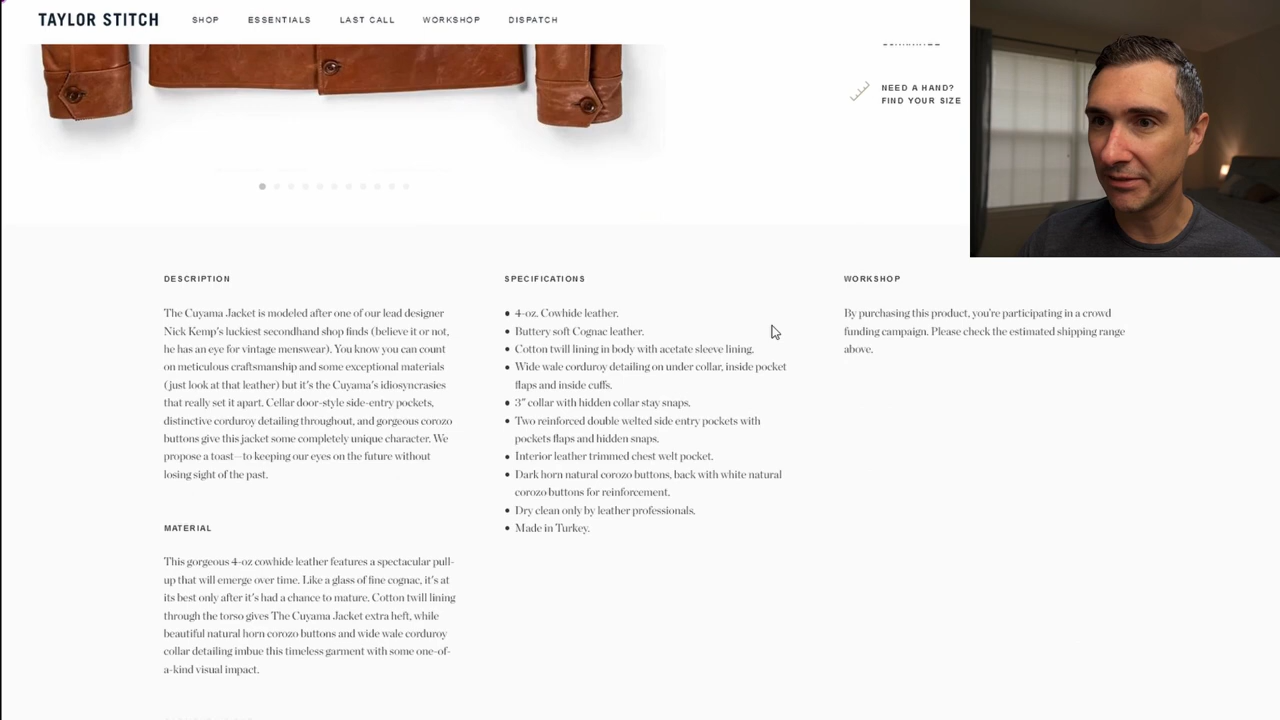 TAYLOR STITCH
SHOP
ESSENTIALS
LAST CALL
WORKSHOP
DISPATCH
NEED A HAND?
FIND YOUR SIZE
DESCRIPTION
The Cuyama Jacket is modeled after one of our lead designer
Nick Kemp's luckiest secondhand shop finds (believe it or not,
he has an eye for vintage menswear). You know you can count
on meticulous craftsmanship and some exceptional materials
(just look at that leather) but it's the Cuyama's idiosyncrasies
that really set it apart. Cellar door-style side-entry pockets,
distinctive corduroy detailing throughout, and gorgeous corozo
buttons give this jacket some completely unique character. We
propose a toast—to keeping our eyes on the future without
losing sight of the past.
MATERIAL
This gorgeous 4-oz cowhide leather features a spectacular pull-
up that will emerge over time. Like a glass of fine cognac, it's at
its best only after it's had a chance to mature. Cotton twill lining
through the torso gives The Cuyama Jacket extra heft, while
beautiful natural horn corozo buttons and wide wale corduroy
collar detailing imbue this timeless garment with some one-of-
a-kind visual impact.
SPECIFICATIONS
• 4-oz. Cowhide leather.
• Buttery soft Cognac leather.
• Cotton twill lining in body with acetate sleeve lining.
• Wide wale corduroy detailing on under collar, inside pocket
flaps and inside cuffs.
• 3″ collar with hidden collar stay snaps.
• Two reinforced double welted side entry pockets with
pockets flaps and hidden snaps.
• Interior leather trimmed chest welt pocket.
• Dark horn natural corozo buttons, back with white natural
corozo buttons for reinforcement.
• Dry clean only by leather professionals.
• Made in Turkey.
WORKSHOP
By purchasing this product, you're participating in a crowd
funding campaign. Please check the estimated shipping range
above.